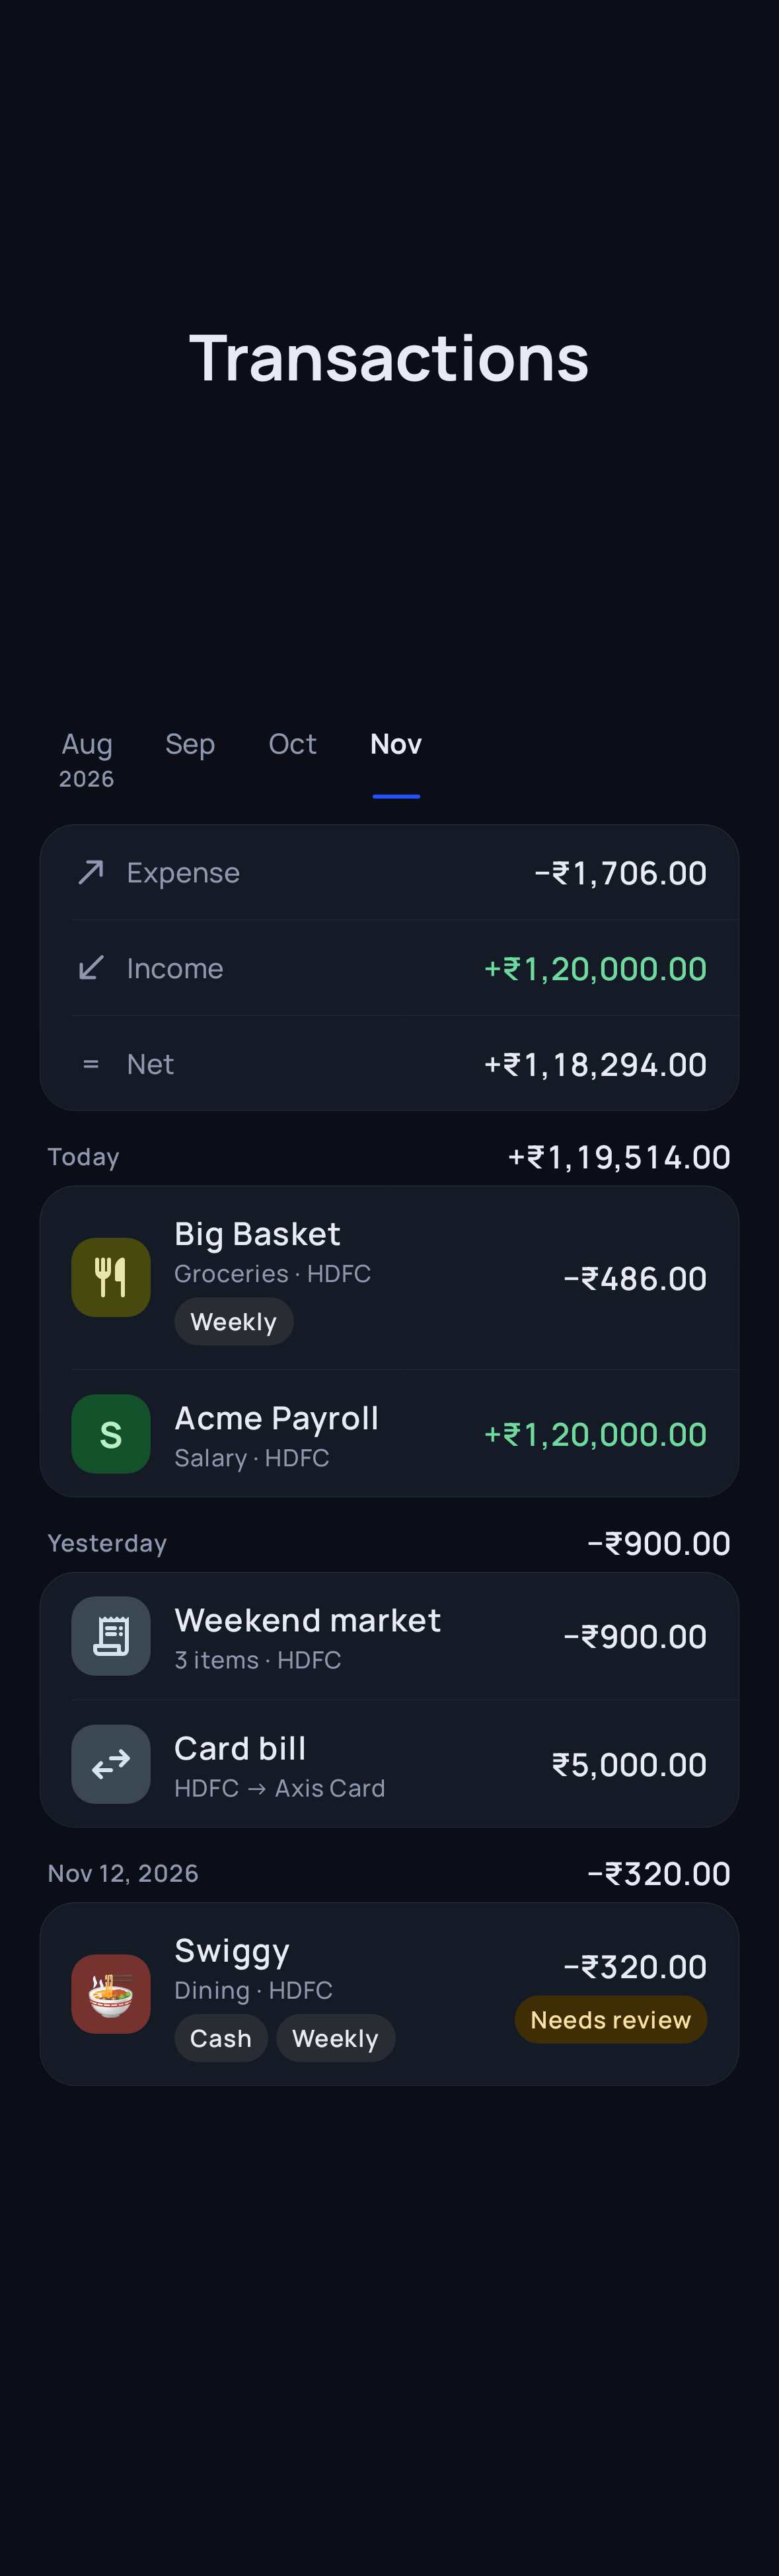 Transactions
Aug Sep Oct Nov
2026
Expense −₹1,706.00
Income +₹1,20,000.00
= Net +₹1,18,294.00
Today +₹1,19,514.00
Big Basket
Groceries · HDFC −₹486.00
Weekly
S Acme Payroll +₹1,20,000.00
Salary · HDFC
Yesterday −₹900.00
Weekend market −₹900.00
3 items · HDFC
Card bill ₹5,000.00
HDFC → Axis Card
Nov 12, 2026 −₹320.00
Swiggy −₹320.00
Dining · HDFC
Cash Weekly Needs review